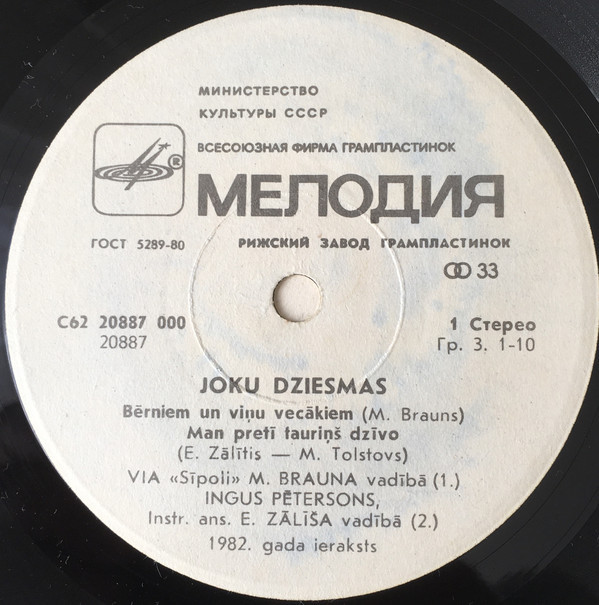 МИНИСТЕРСТВО
КУЛЬТУРЫ СССР
ВСЕСОЮЗНАЯ ФИРМА ГРАМПЛАСТИНОК
®
МЕЛОДИЯ
ГОСТ 5289-80 РИЖСКИЙ ЗАВОД ГРАМПЛАСТИНОК
33
С62 20887 000 1 Стерео
20887 Гр. 3. 1-10
JOKU DZIESMAS
Bērniem un viņu vecākiem (M. Brauns)
Man pretī tauriņš dzīvo
(E. Zālītis — M. Tolstovs)
VIA «Sīpoli» M. BRAUNA vadībā (1.)
INGUS PĒTERSONS,
Instr. ans. E. ZĀLĪŠA vadībā (2.)
1982. gada ieraksts